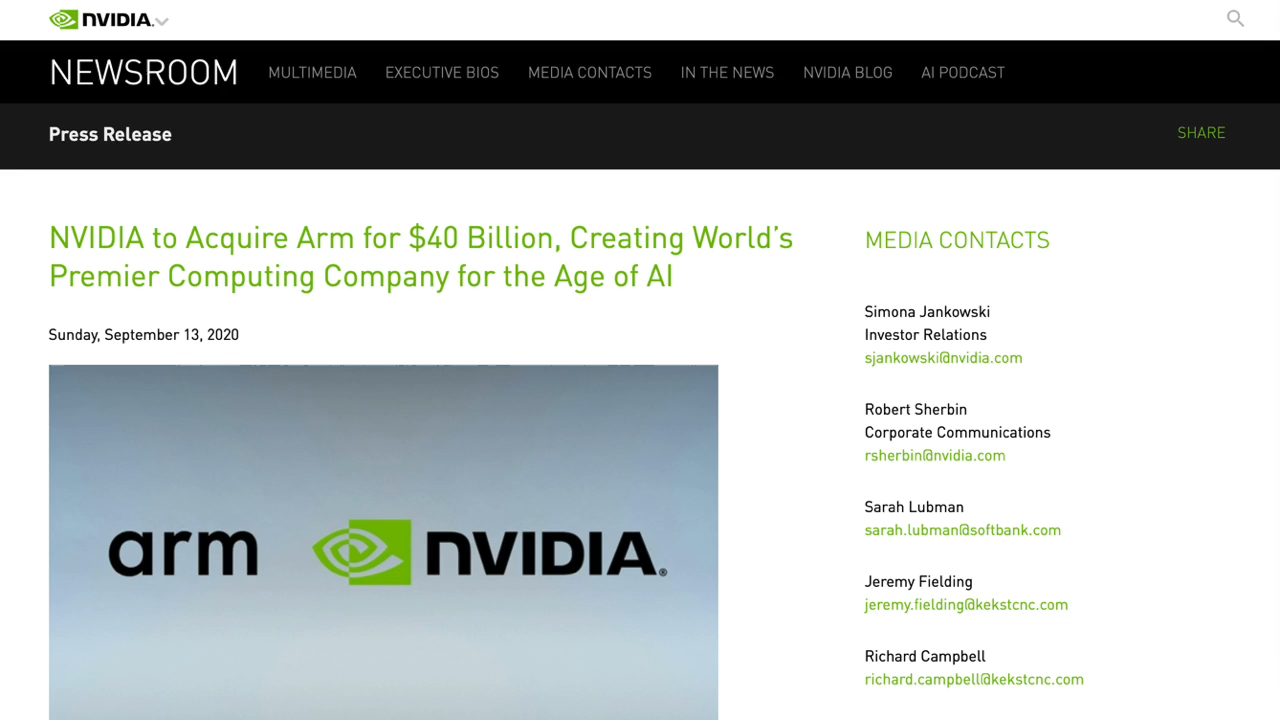 NVIDIA.
NEWSROOM MULTIMEDIA EXECUTIVE BIOS MEDIA CONTACTS IN THE NEWS NVIDIA BLOG AI PODCAST
Press Release SHARE
NVIDIA to Acquire Arm for $40 Billion, Creating World’s
Premier Computing Company for the Age of AI
Sunday, September 13, 2020
arm NVIDIA.®
MEDIA CONTACTS
Simona Jankowski
Investor Relations
sjankowski@nvidia.com
Robert Sherbin
Corporate Communications
rsherbin@nvidia.com
Sarah Lubman
sarah.lubman@softbank.com
Jeremy Fielding
jeremy.fielding@kekstcnc.com
Richard Campbell
richard.campbell@kekstcnc.com